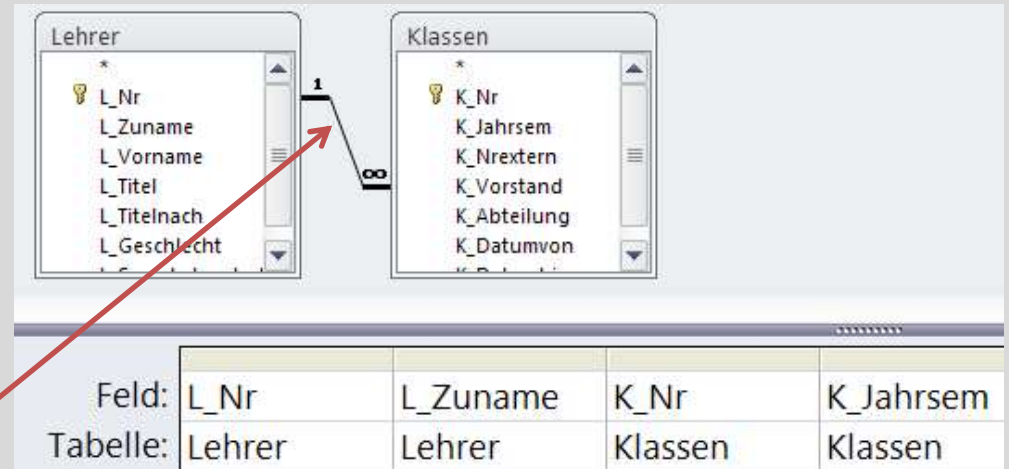 Lehrer
*
L_Nr
L_Zuname
L_Vorname
L_Titel
L_Titelnach
L_Geschlecht
1
∞
Klassen
*
K_Nr
K_Jahrsem
K_Nrextern
K_Vorstand
K_Abteilung
K_Datumvon
Feld: L_Nr L_Zuname K_Nr K_Jahrsem
Tabelle: Lehrer Lehrer Klassen Klassen